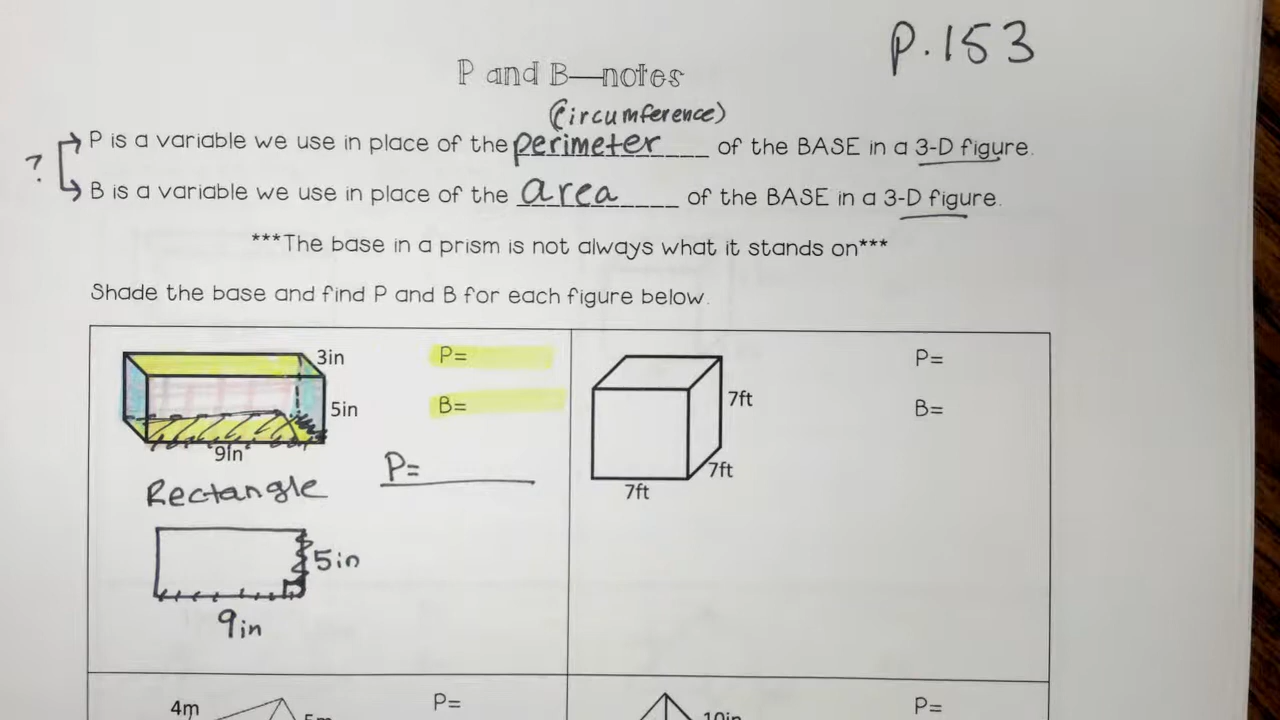 p.153
P and B—notes
(circumference)
P is a variable we use in place of the perimeter of the BASE in a 3-D figure.
?
B is a variable we use in place of the area of the BASE in a 3-D figure.
***The base in a prism is not always what it stands on***
Shade the base and find P and B for each figure below.
3in
P=
5in
B=
9in
P=
Rectangle
5in
9in
P=
7ft
B=
7ft
7ft
4m
5m
P=
10in
P=